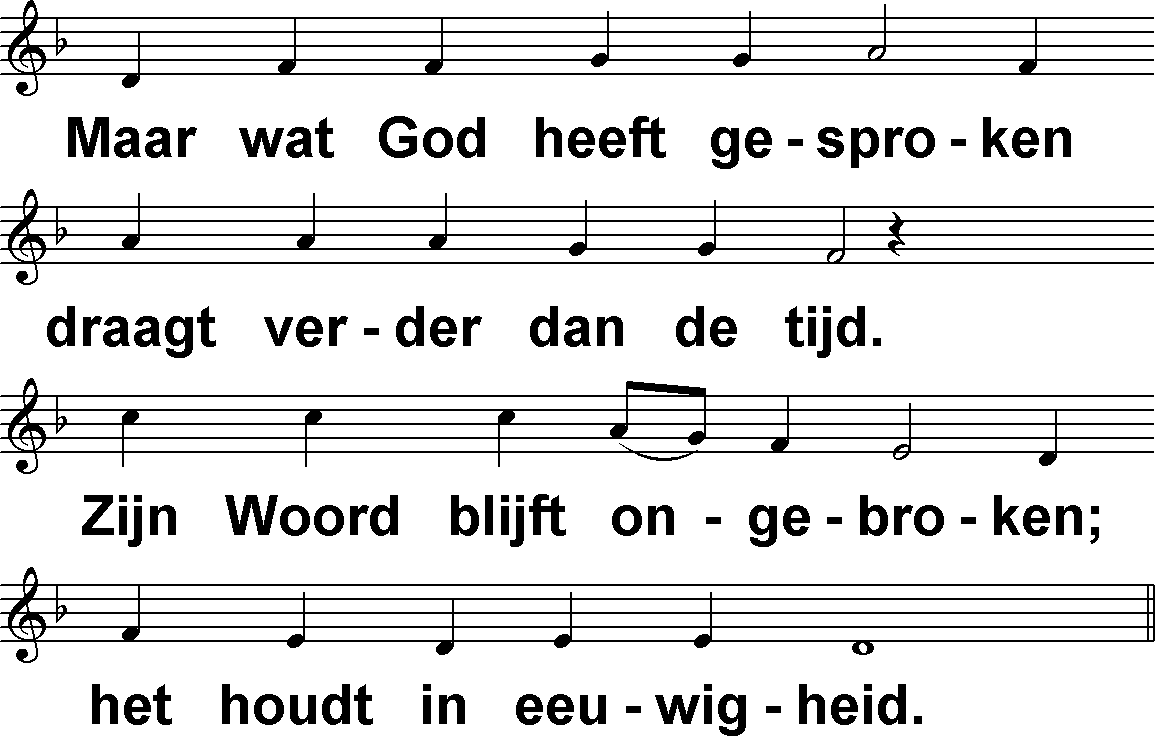 Maar wat God heeft ge - spro - ken
draagt ver - der dan de tijd.
Zijn Woord blijft on - ge - bro - ken;
het houdt in eeu - wig - heid.